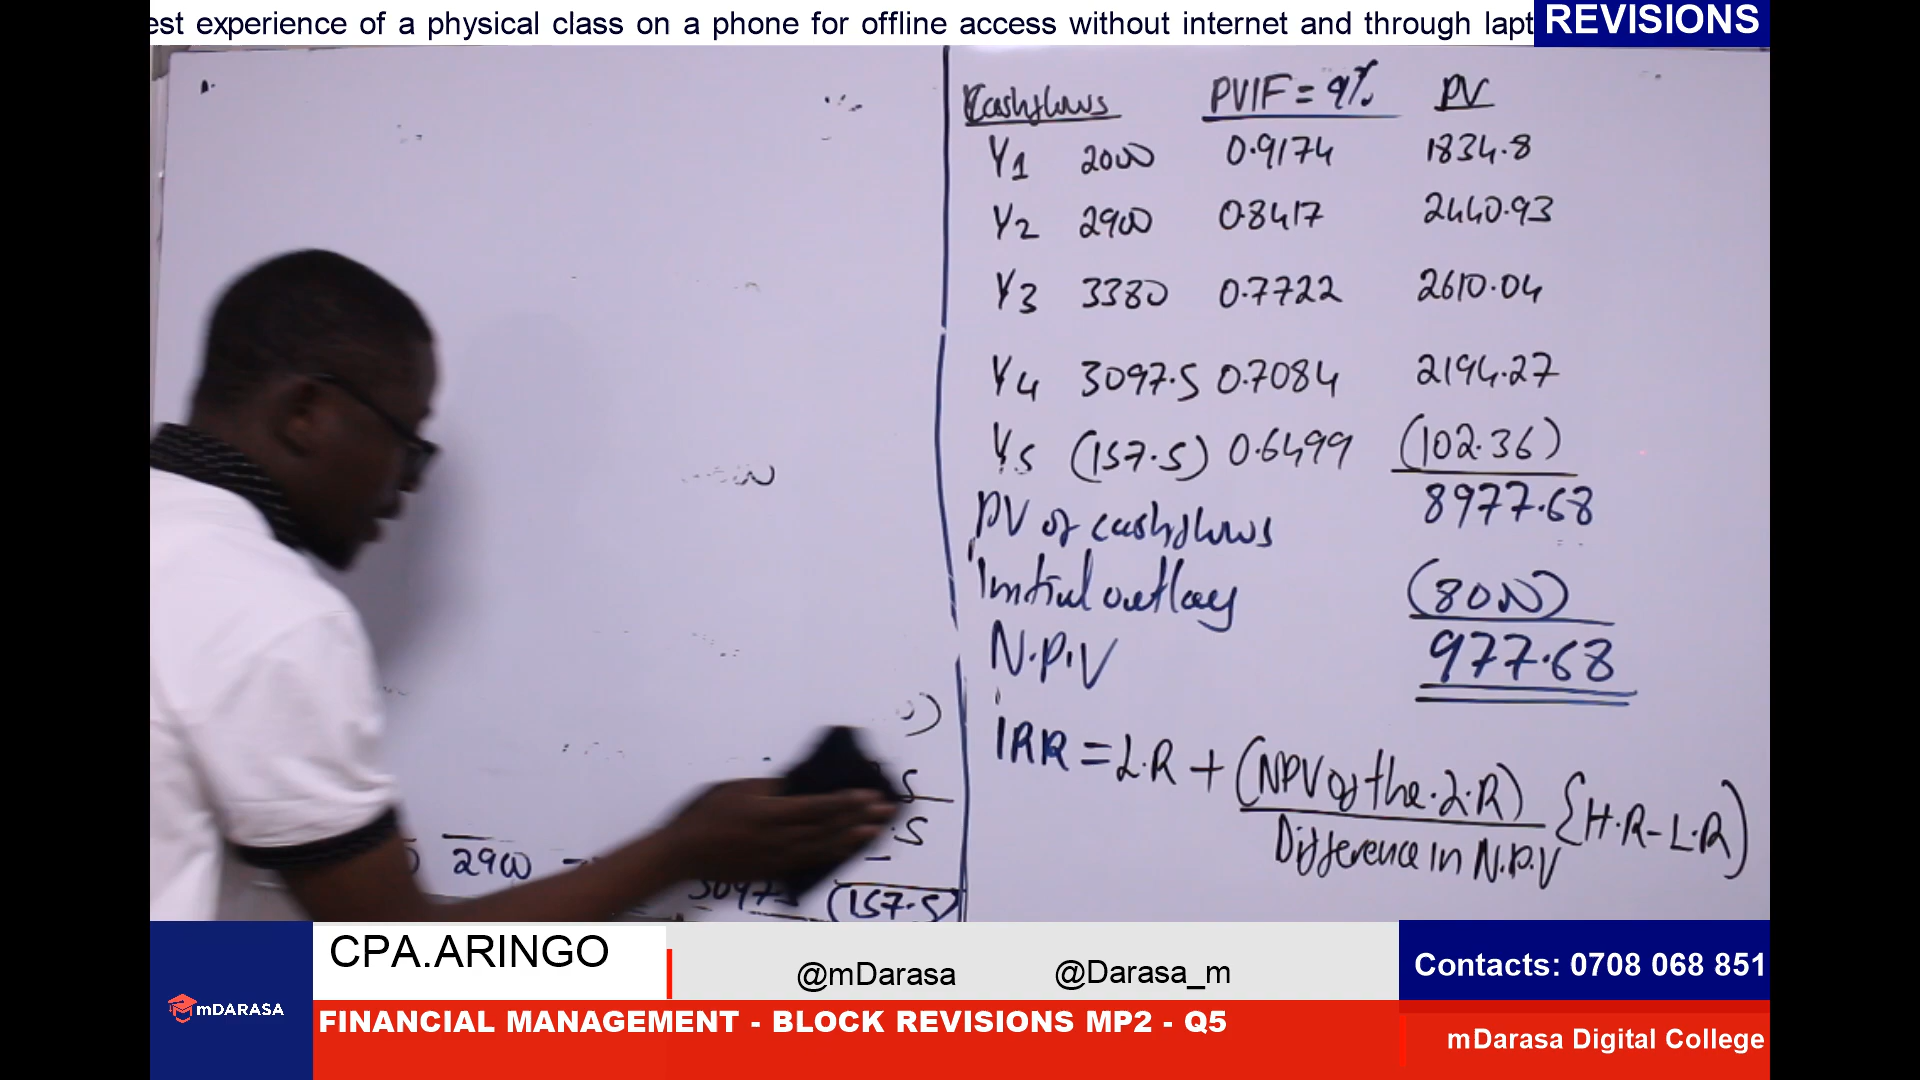 est experience of a physical class on a phone for offline access without internet and through lapt
REVISIONS
Cashflows PVIF = 9% PV
Y1 2000 0.9174 1834.8
Y2 2900 0.8417 2440.93
Y3 3380 0.7722 2610.04
Y4 3097.5 0.7084 2194.27
Y5 (157.5) 0.6499 (102.36)
PV of cashflows 8977.68
Initial outlay (8000)
N.P.V 977.68
IRR = L.R + (NPV of the L.R) {H.R - L.R)
Difference in N.P.V
2900
(157.5)
CPA.ARINGO
@mDarasa @Darasa_m
Contacts: 0708 068 851
mDARASA
FINANCIAL MANAGEMENT - BLOCK REVISIONS MP2 - Q5
mDarasa Digital College